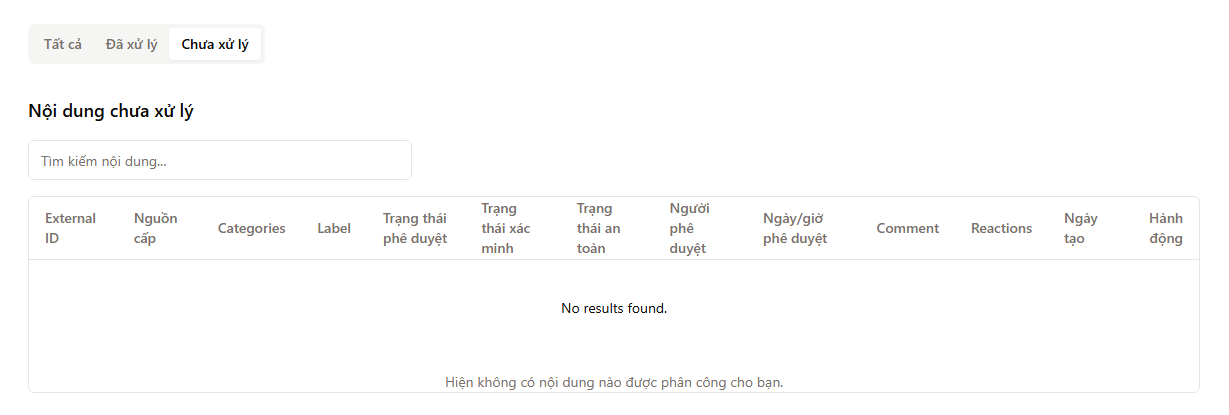 Tất cả Đã xử lý Chưa xử lý
Nội dung chưa xử lý
Tìm kiếm nội dung...
External ID
Nguồn cấp
Categories
Label
Trạng thái phê duyệt
Trạng thái xác minh
Trạng thái an toàn
Người phê duyệt
Ngày/giờ phê duyệt
Comment
Reactions
Ngày tạo
Hành động
No results found.
Hiện không có nội dung nào được phân công cho bạn.